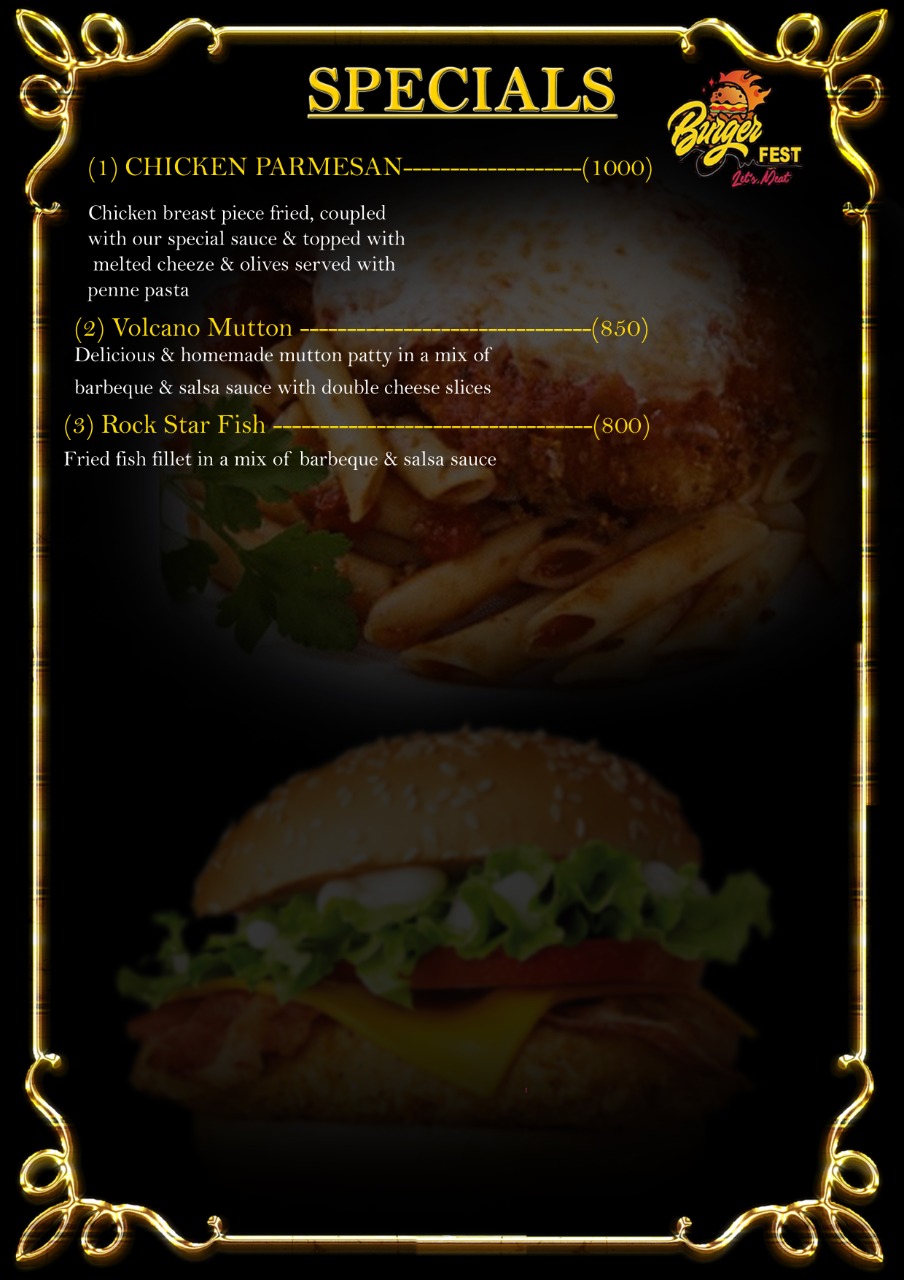 SPECIALS
Burger
FEST
Let's, Meat
(1) CHICKEN PARMESAN-------------------(1000)
Chicken breast piece fried, coupled
with our special sauce & topped with
melted cheeze & olives served with
penne pasta
(2) Volcano Mutton -------------------------------(850)
Delicious & homemade mutton patty in a mix of
barbeque & salsa sauce with double cheese slices
(3) Rock Star Fish ----------------------------------(800)
Fried fish fillet in a mix of barbeque & salsa sauce